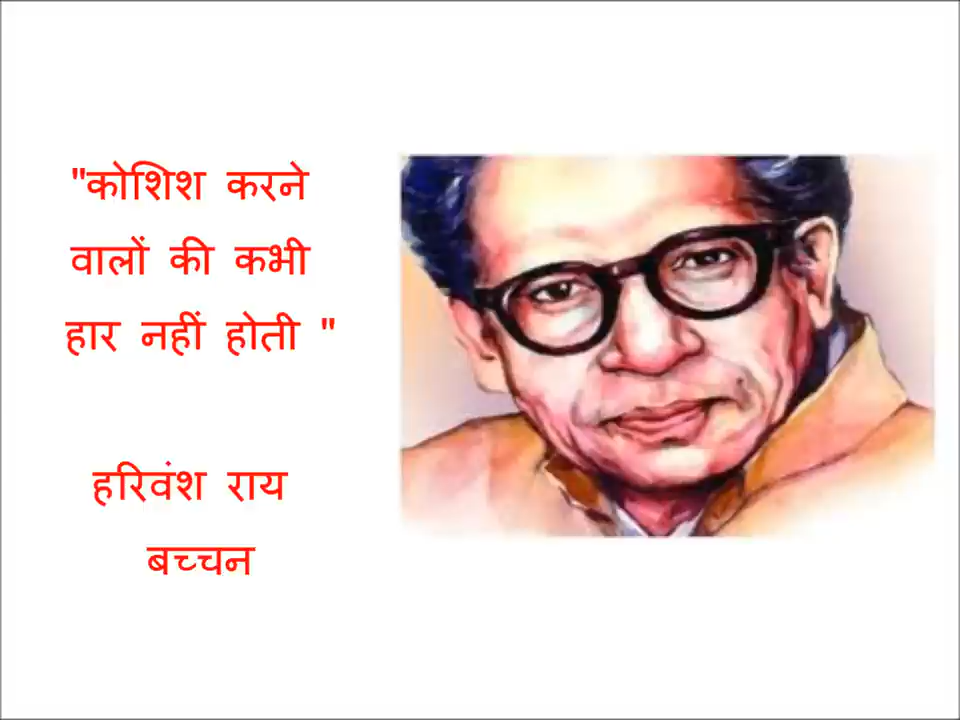 "कोशिश करने
वालों की कभी
हार नहीं होती "
हरिवंश राय
बच्चन